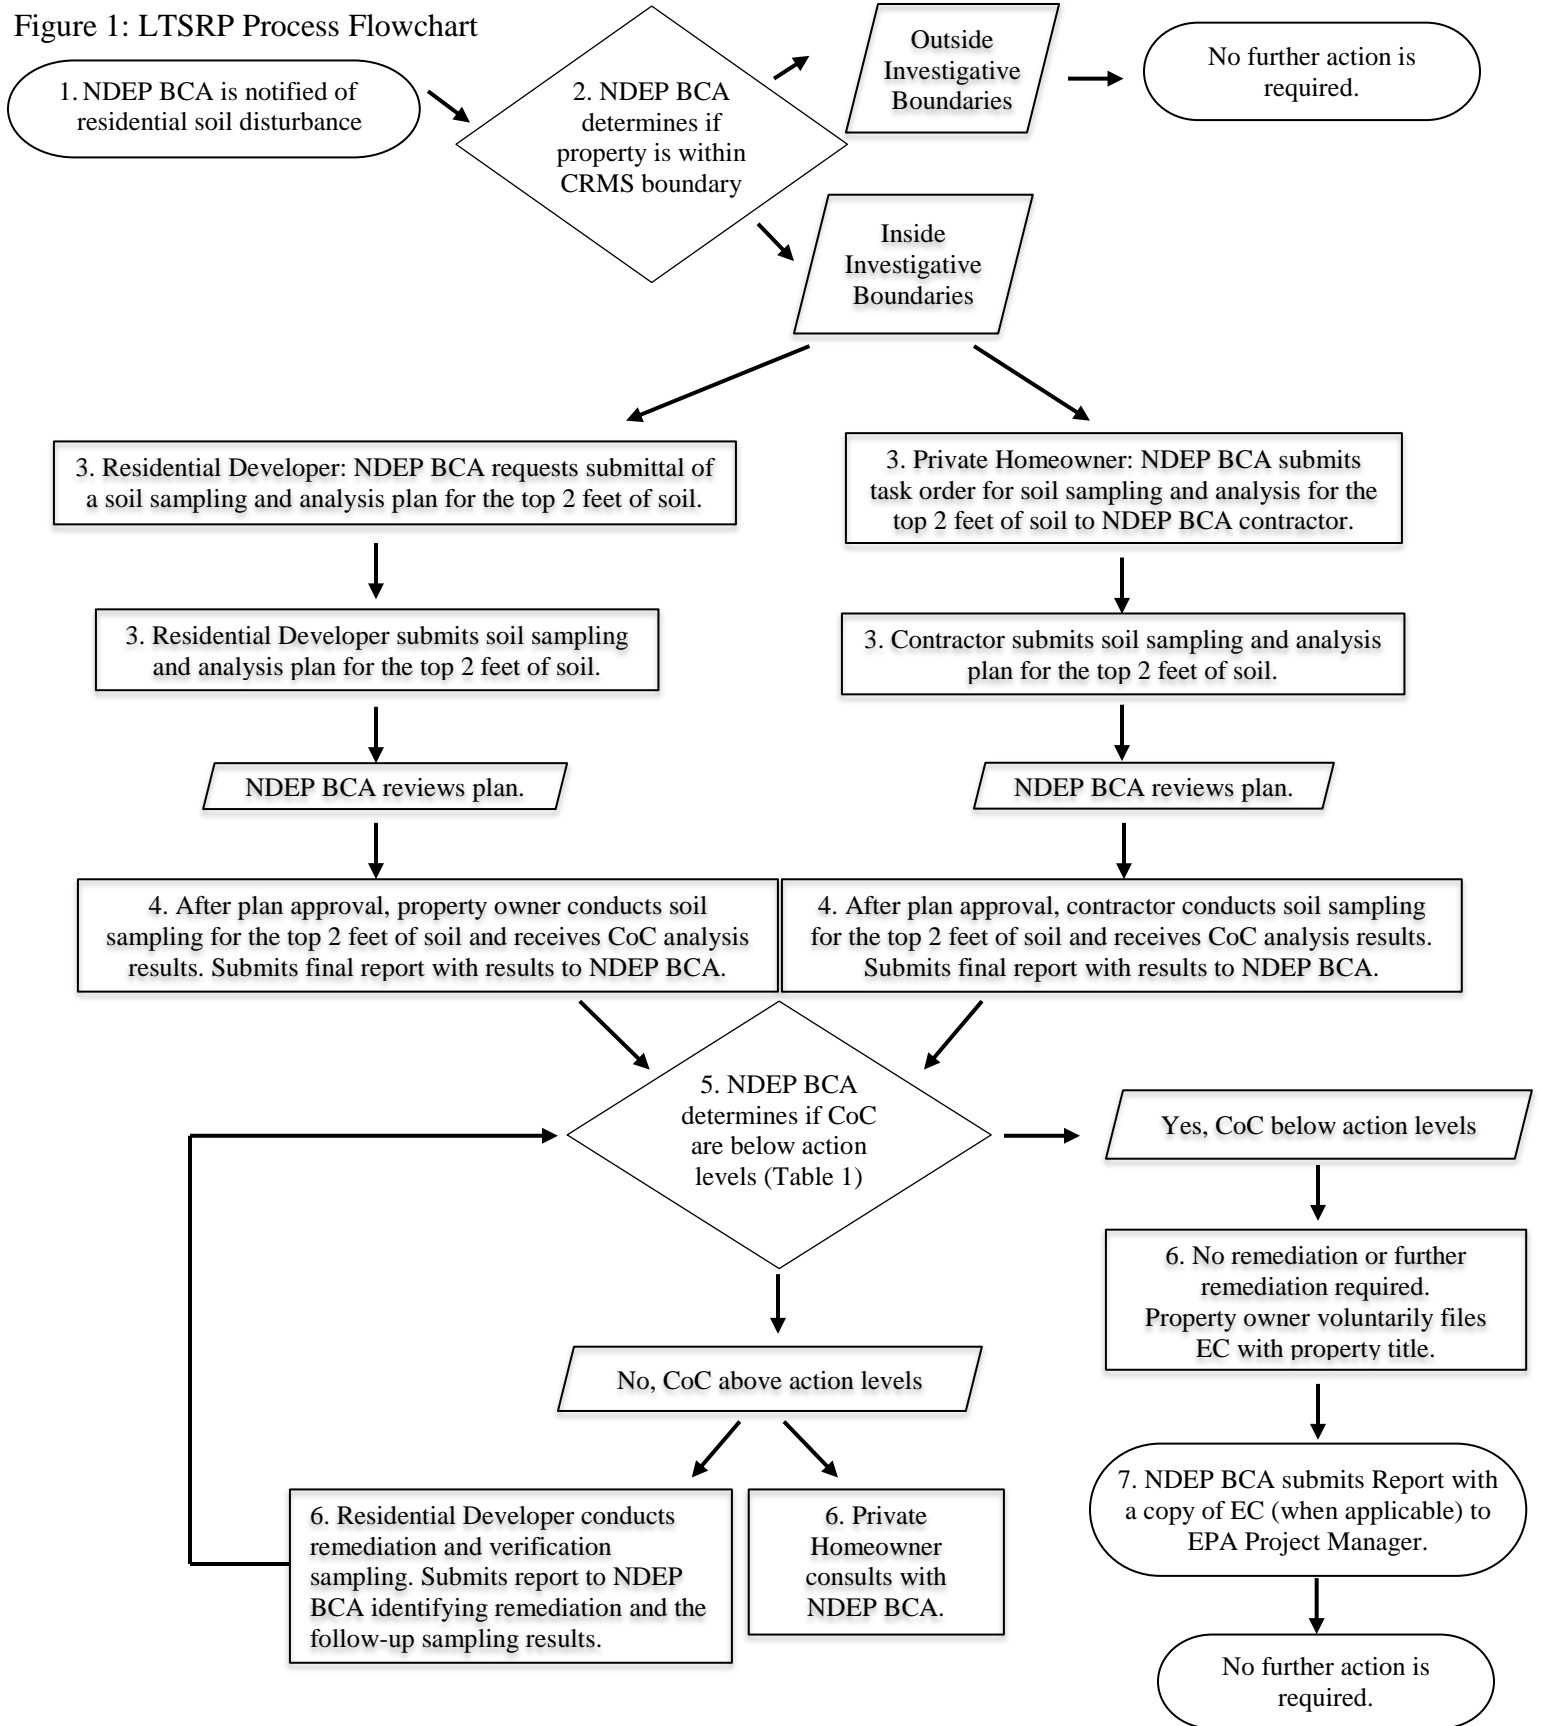 Figure 1: LTSRP Process Flowchart
1. NDEP BCA is notified of
residential soil disturbance
2. NDEP BCA
determines if
property is within
CRMS boundary
Outside
Investigative
Boundaries
No further action is
required.
Inside
Investigative
Boundaries
3. Residential Developer: NDEP BCA requests submittal of
a soil sampling and analysis plan for the top 2 feet of soil.
3. Private Homeowner: NDEP BCA submits
task order for soil sampling and analysis for the
top 2 feet of soil to NDEP BCA contractor.
3. Residential Developer submits soil sampling
and analysis plan for the top 2 feet of soil.
3. Contractor submits soil sampling and analysis
plan for the top 2 feet of soil.
NDEP BCA reviews plan.
NDEP BCA reviews plan.
4. After plan approval, property owner conducts soil
sampling for the top 2 feet of soil and receives CoC analysis
results. Submits final report with results to NDEP BCA.
4. After plan approval, contractor conducts soil sampling
for the top 2 feet of soil and receives CoC analysis results.
Submits final report with results to NDEP BCA.
5. NDEP BCA
determines if CoC
are below action
levels (Table 1)
Yes, CoC below action levels
6. No remediation or further
remediation required.
Property owner voluntarily files
EC with property title.
No, CoC above action levels
6. Residential Developer conducts
remediation and verification
sampling. Submits report to NDEP
BCA identifying remediation and the
follow-up sampling results.
6. Private
Homeowner
consults with
NDEP BCA.
7. NDEP BCA submits Report with
a copy of EC (when applicable) to
EPA Project Manager.
No further action is
required.